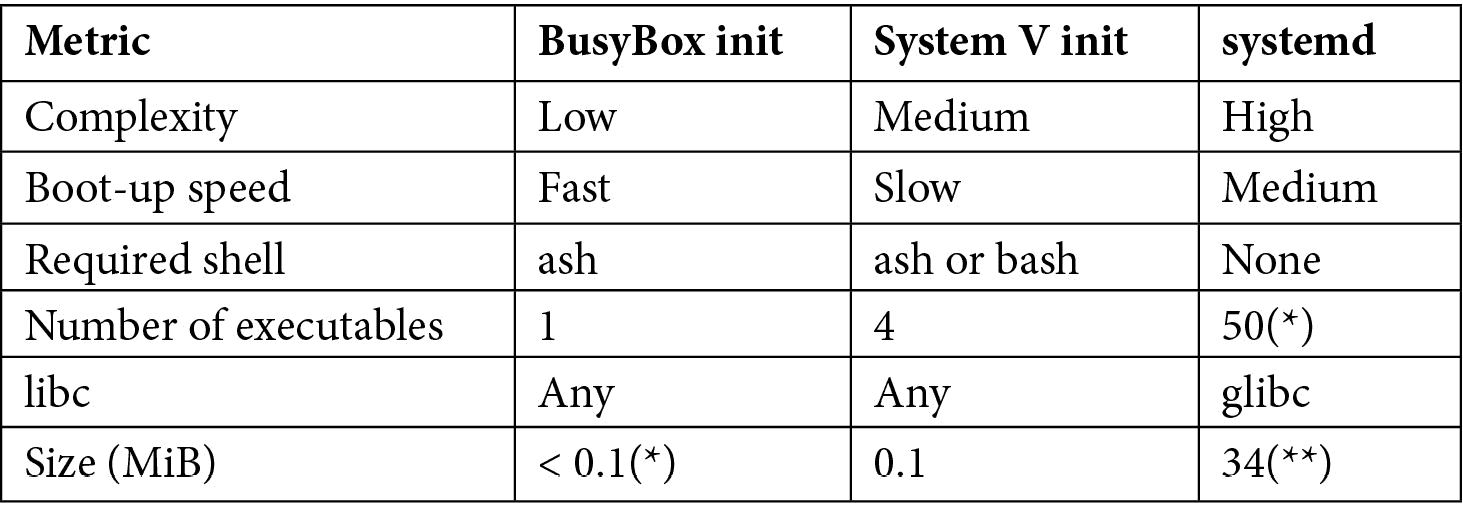 Metric BusyBox init System V init systemd
Complexity Low Medium High
Boot-up speed Fast Slow Medium
Required shell ash ash or bash None
Number of executables 1 4 50(*)
libc Any Any glibc
Size (MiB) < 0.1(*) 0.1 34(**)